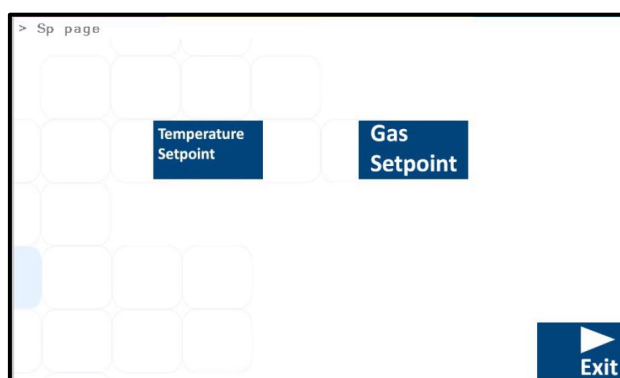 > Sp page
Temperature
Setpoint
Gas
Setpoint
Exit